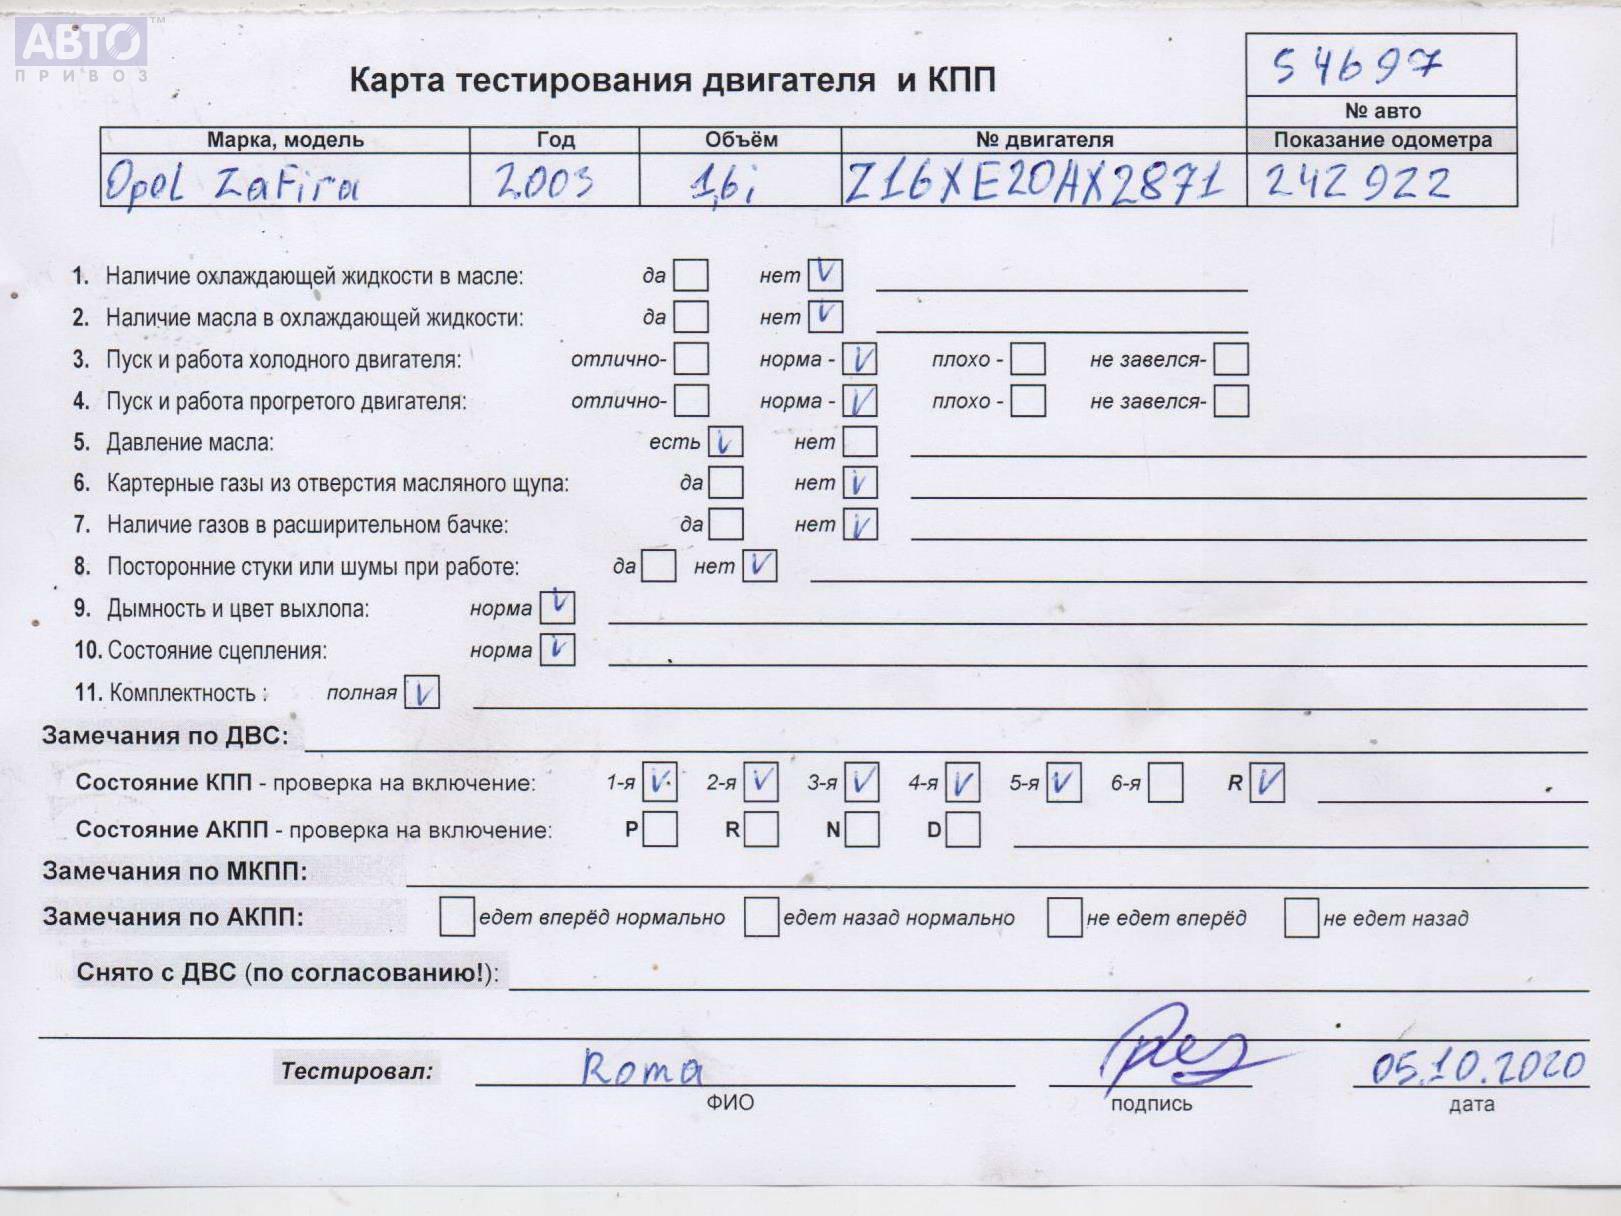 АВТО ™
ПРИВОЗ
Карта тестирования двигателя и КПП
54697
№ авто
Марка, модель Год Объём № двигателя Показание одометра
Opel Zafira 2003 1,6i Z16XE20AX2871 242922
1. Наличие охлаждающей жидкости в масле: да нет V
2. Наличие масла в охлаждающей жидкости: да нет V
3. Пуск и работа холодного двигателя: отлично- норма - V плохо - не завелся-
4. Пуск и работа прогретого двигателя: отлично- норма - V плохо - не завелся-
5. Давление масла: есть V нет
6. Картерные газы из отверстия масляного щупа: да нет V
7. Наличие газов в расширительном бачке: да нет V
8. Посторонние стуки или шумы при работе: да нет V
9. Дымность и цвет выхлопа: норма V
10. Состояние сцепления: норма V
11. Комплектность : полная V
Замечания по ДВС:
Состояние КПП - проверка на включение: 1-я V 2-я V 3-я V 4-я V 5-я V 6-я R V
Состояние АКПП - проверка на включение: P R N D
Замечания по МКПП:
Замечания по АКПП: едет вперёд нормально едет назад нормально не едет вперёд не едет назад
Снято с ДВС (по согласованию!):
Тестировал: Roma 05.10.2020
ФИО подпись дата